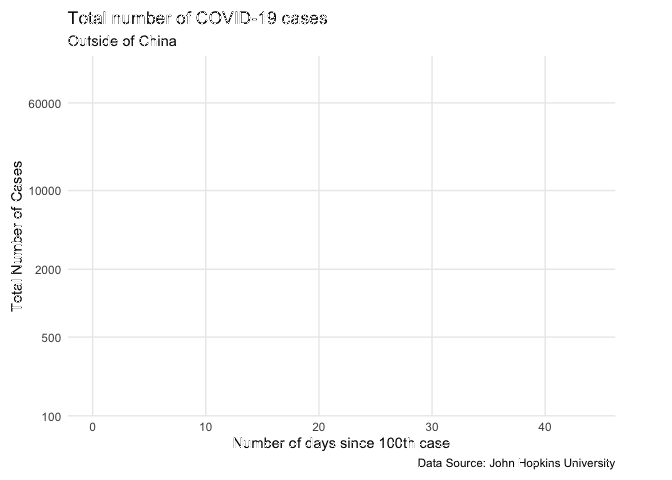 Total number of COVID-19 cases
Outside of China
60000
10000
2000
500
100
Total Number of Cases
0 10 20 30 40
Number of days since 100th case
Data Source: John Hopkins University